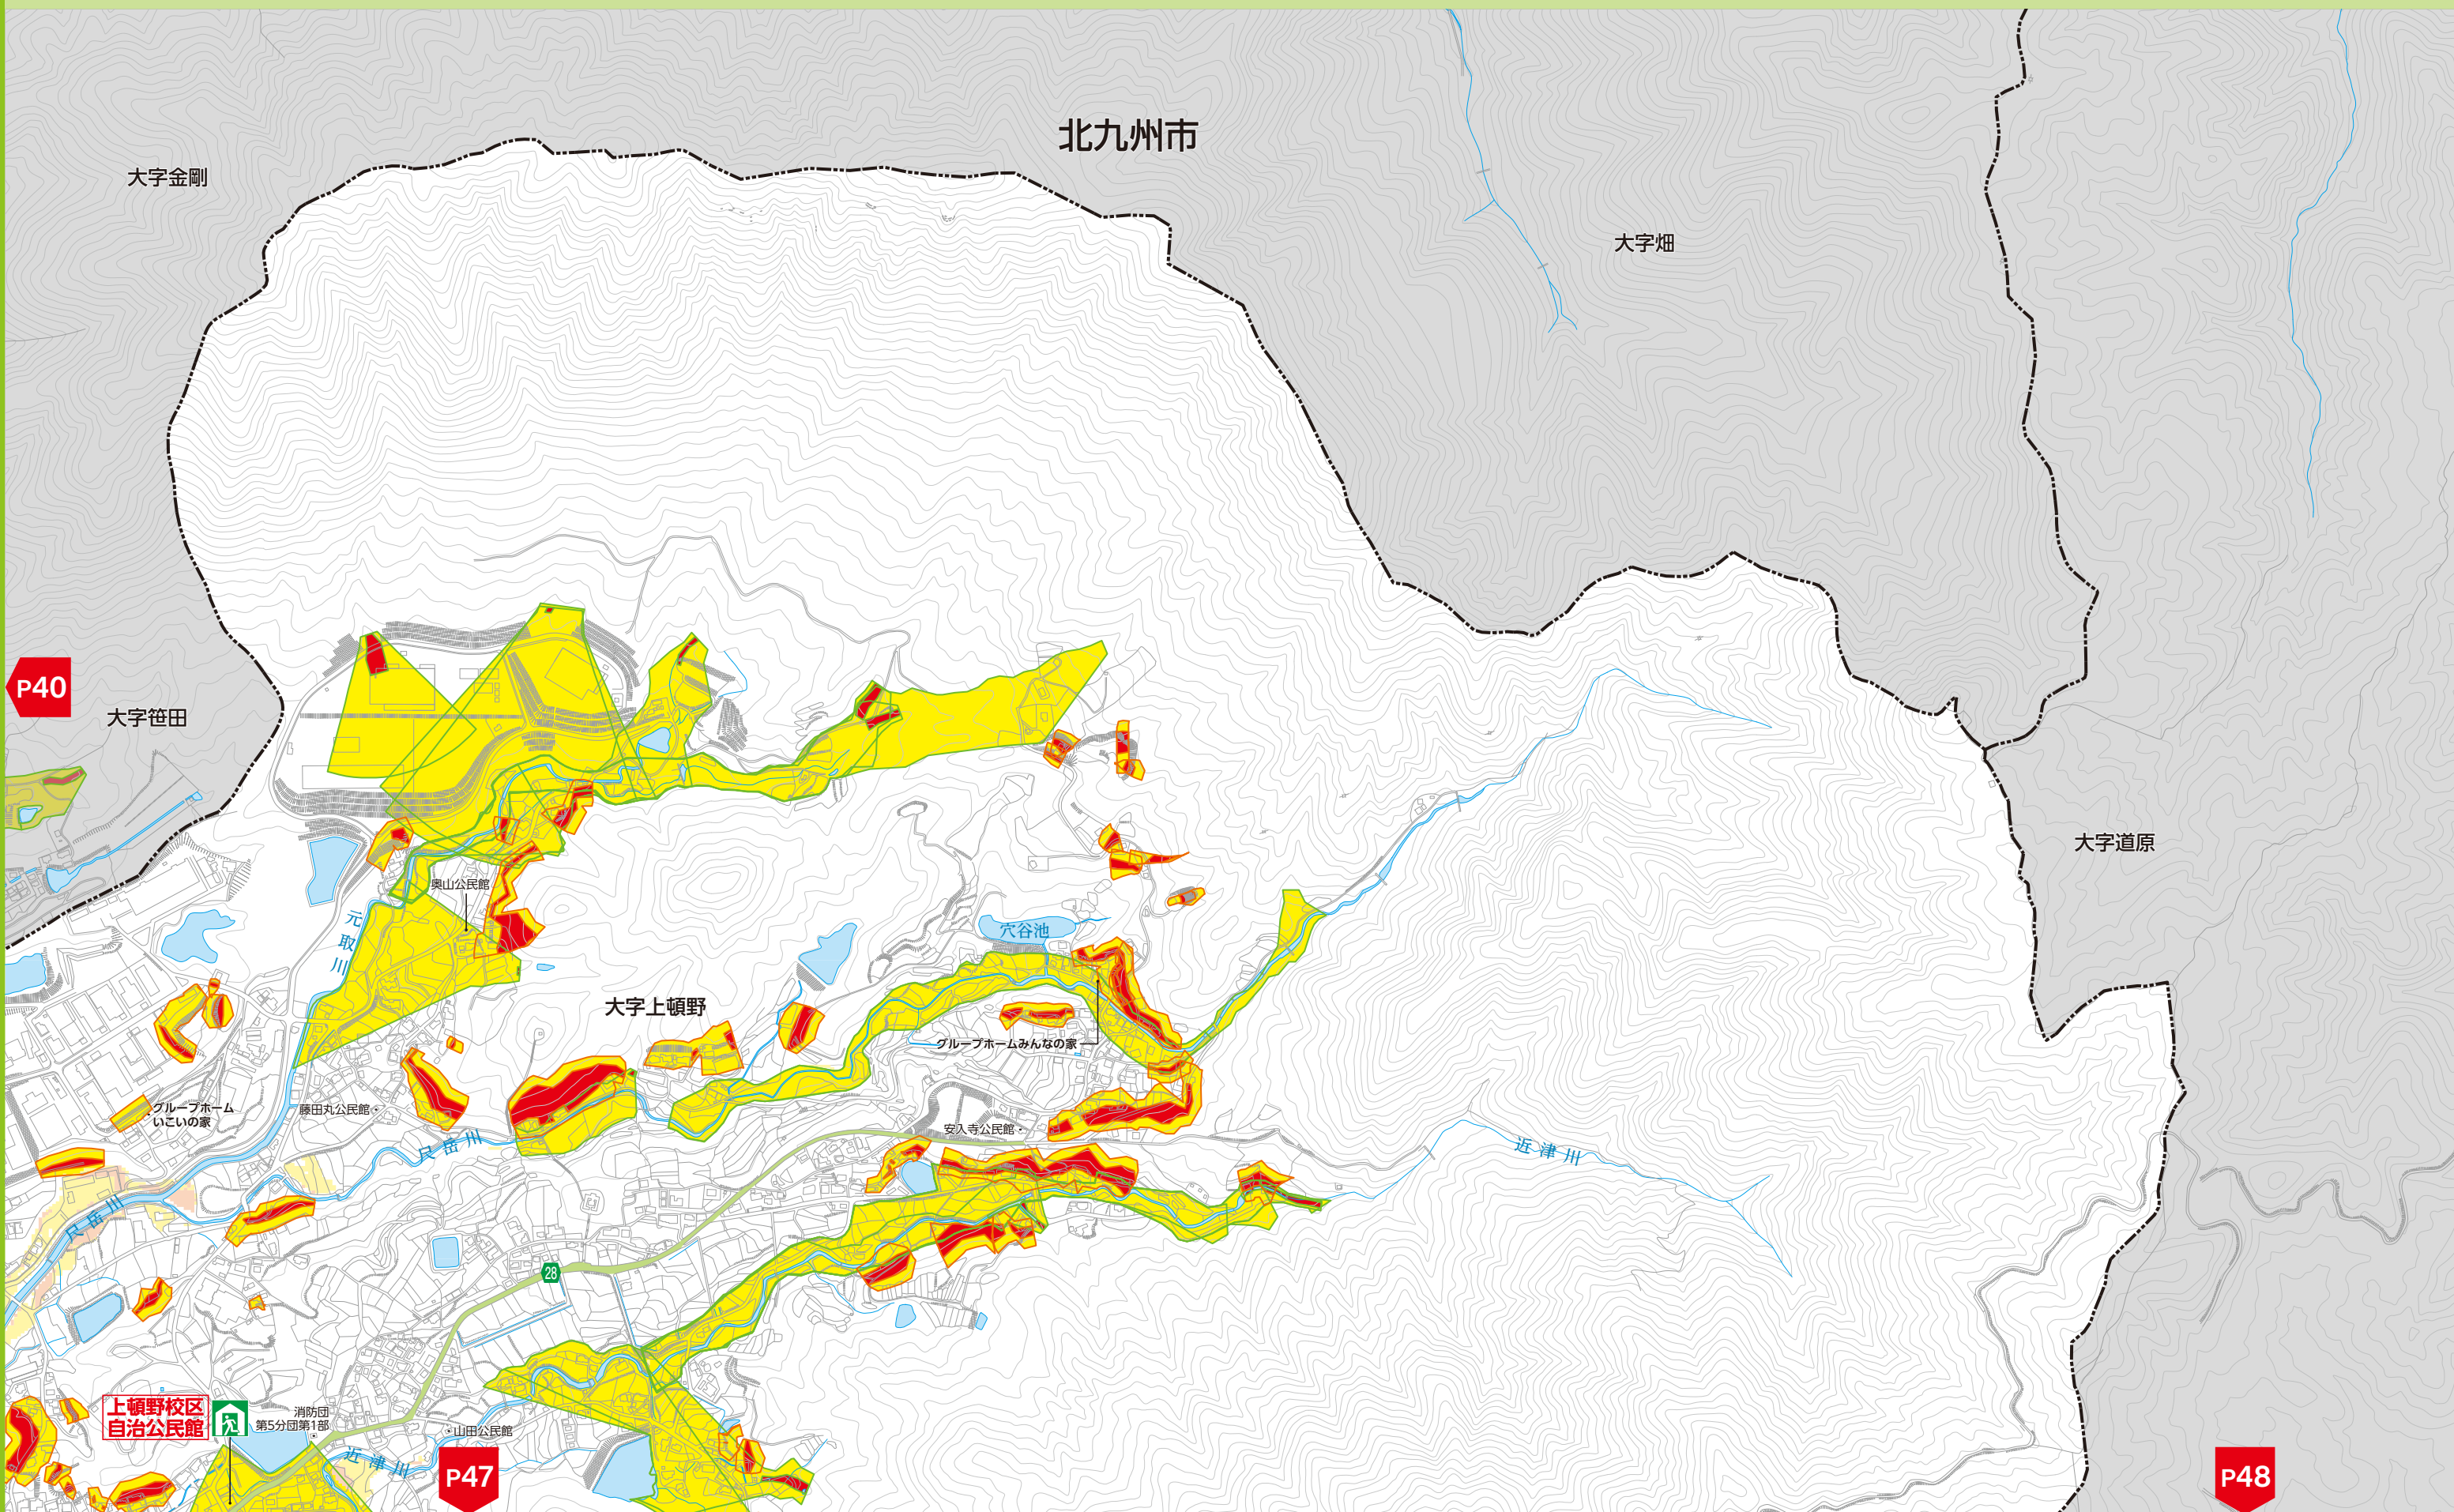 北九州市
大字金剛
大字畑
P40
大字笹田
大字道原
奥山公民館
元取川
穴谷池
大字上頓野
グループホームみんなの家
グループホーム
いこいの家
藤田丸公民館
尺岳川
安入寺公民館
近津川
尺岳川
28
上頓野校区
自治公民館
消防団
第5分団第1部
山田公民館
近津川
P47
P48